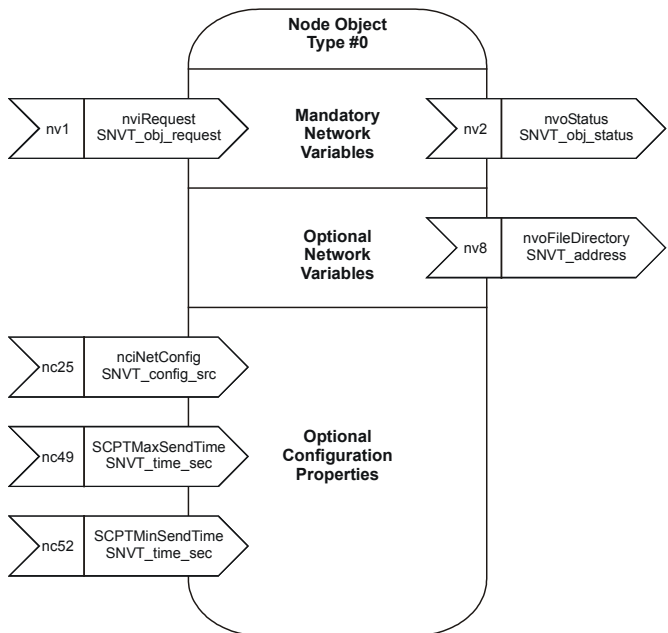 Node Object
Type #0
nv1
nviRequest
SNVT_obj_request
Mandatory
Network
Variables
nv2
nvoStatus
SNVT_obj_status
Optional
Network
Variables
nv8
nvoFileDirectory
SNVT_address
nc25
nciNetConfig
SNVT_config_src
nc49
SCPTMaxSendTime
SNVT_time_sec
Optional
Configuration
Properties
nc52
SCPTMinSendTime
SNVT_time_sec